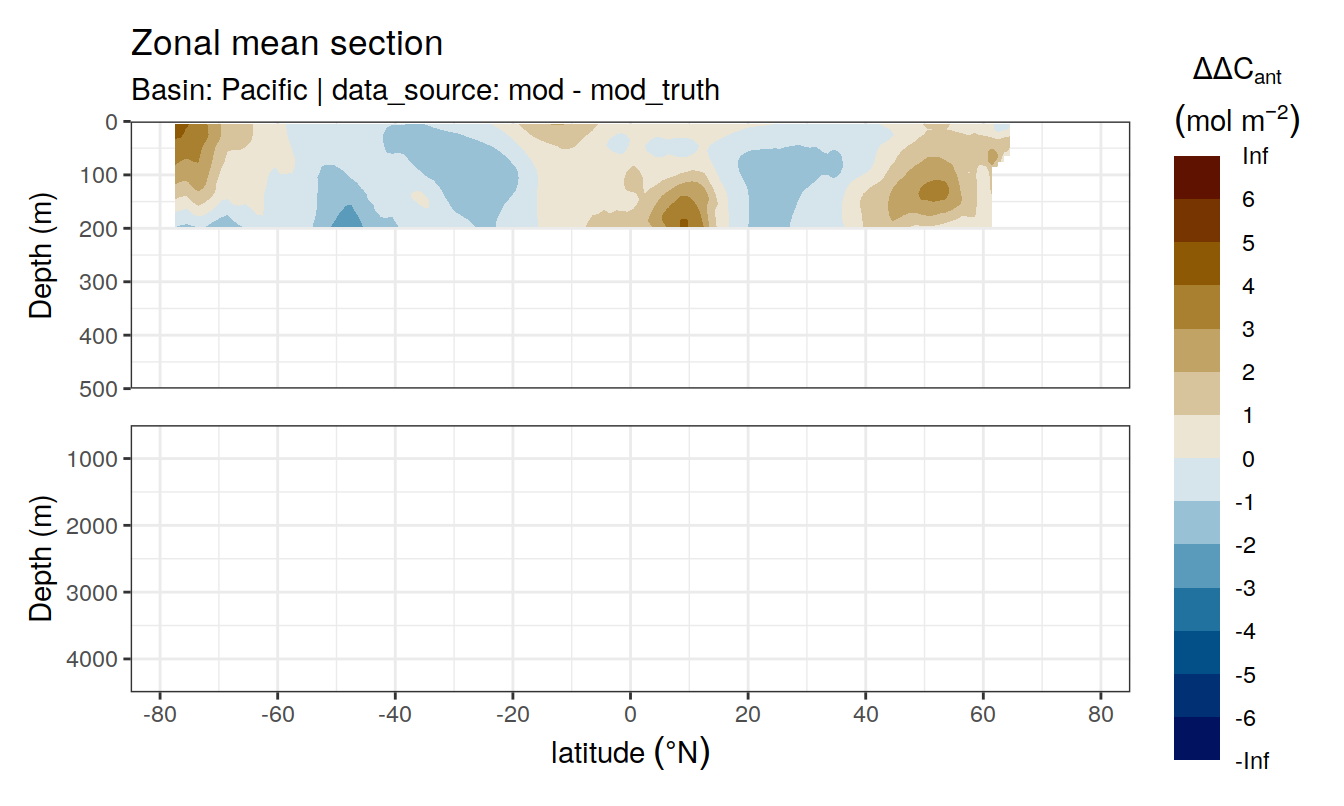 Zonal mean section
Basin: Pacific | data_source: mod - mod_truth
ΔΔCant
(mol m−2)
Inf
6
5
4
3
2
1
0
-1
-2
-3
-4
-5
-6
-Inf
Depth (m)
0
100
200
300
400
500
Depth (m)
1000
2000
3000
4000
-80 -60 -40 -20 0 20 40 60 80
latitude (°N)